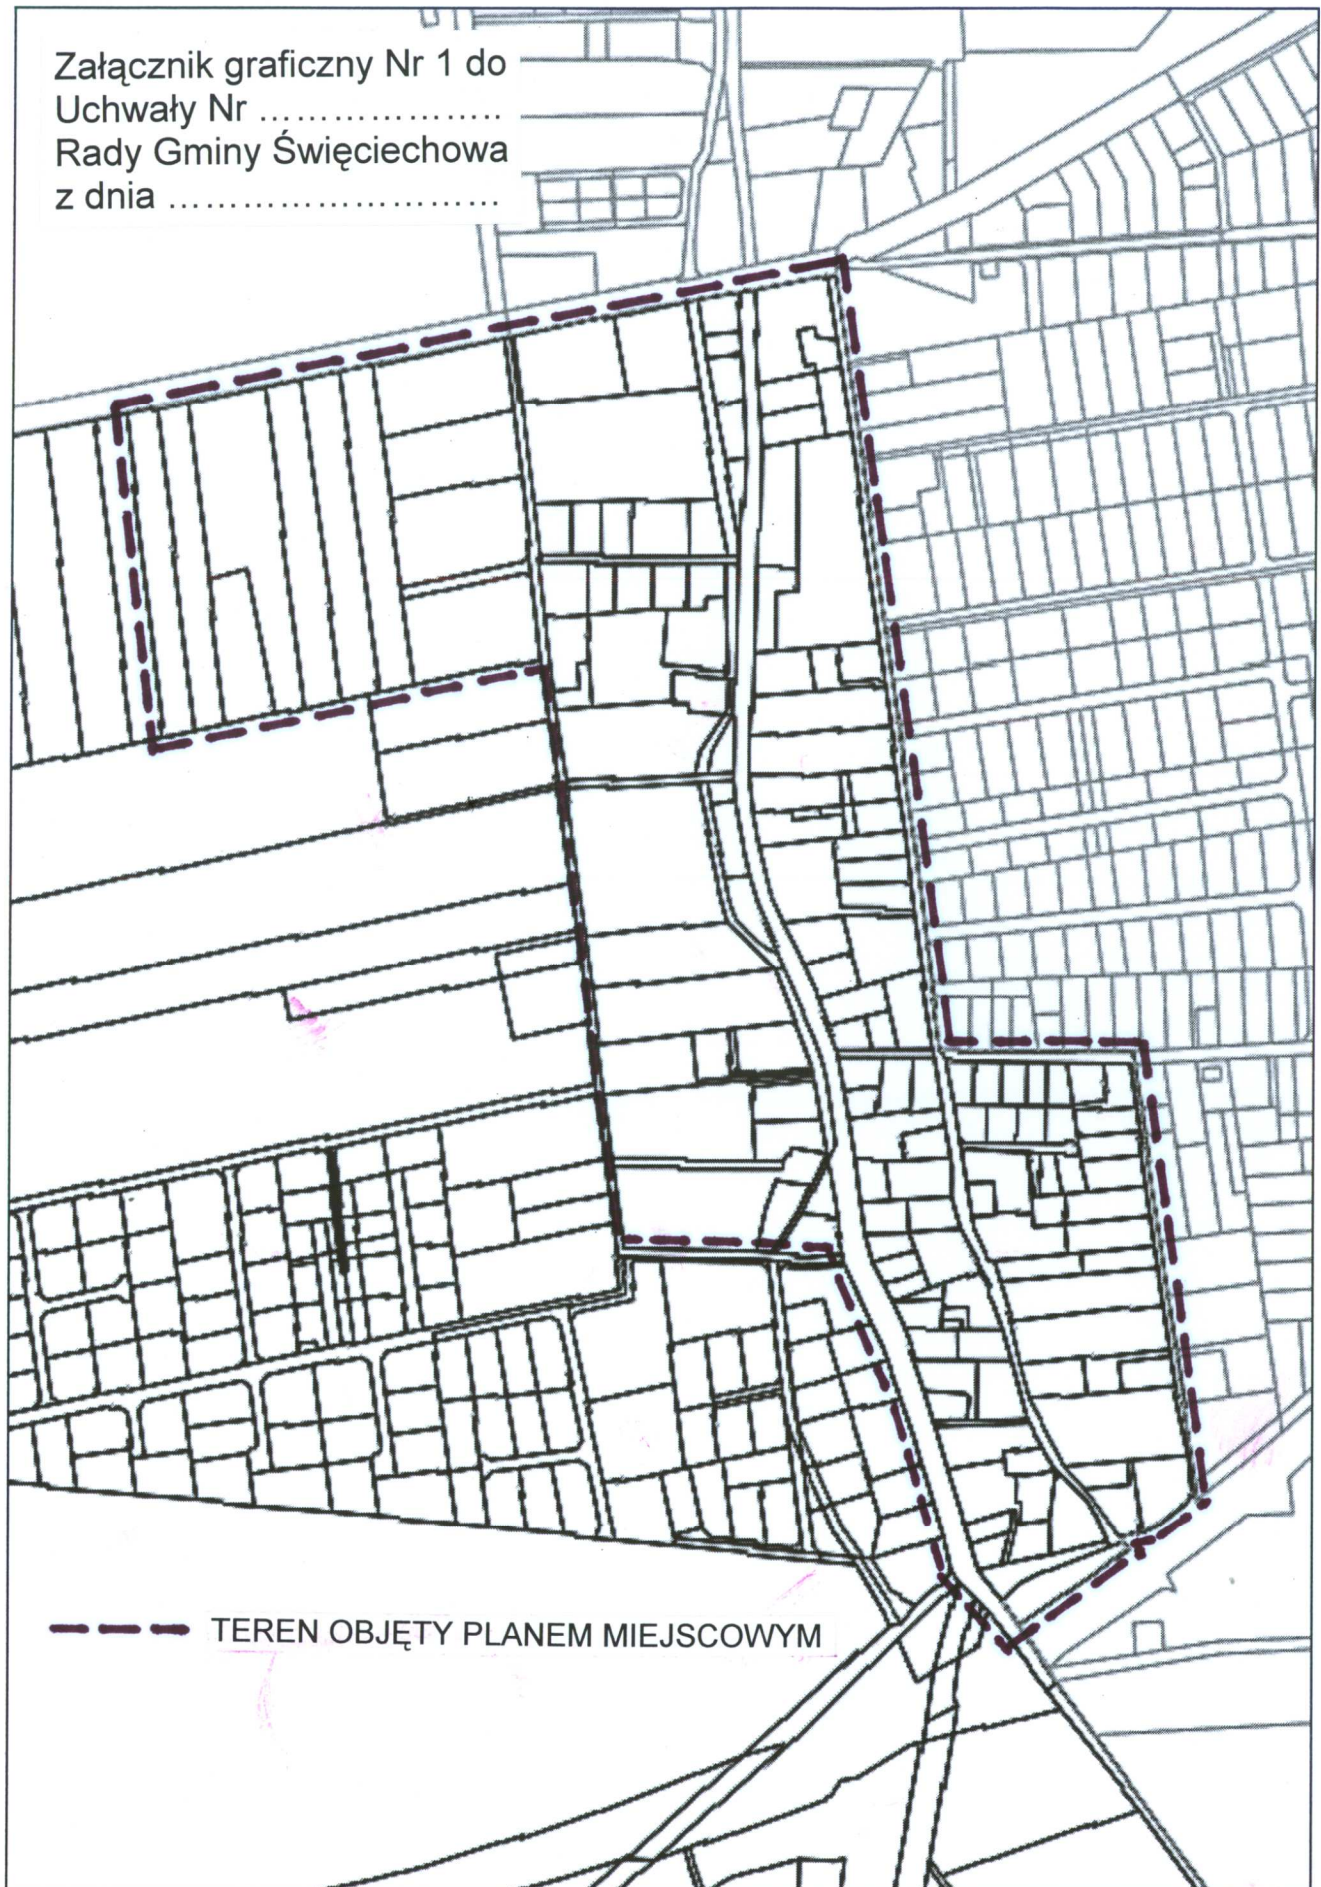 Załącznik graficzny Nr 1 do
Uchwały Nr .....................
Rady Gminy Święciechowa
z dnia ............................
TEREN OBJĘTY PLANEM MIEJSCOWYM